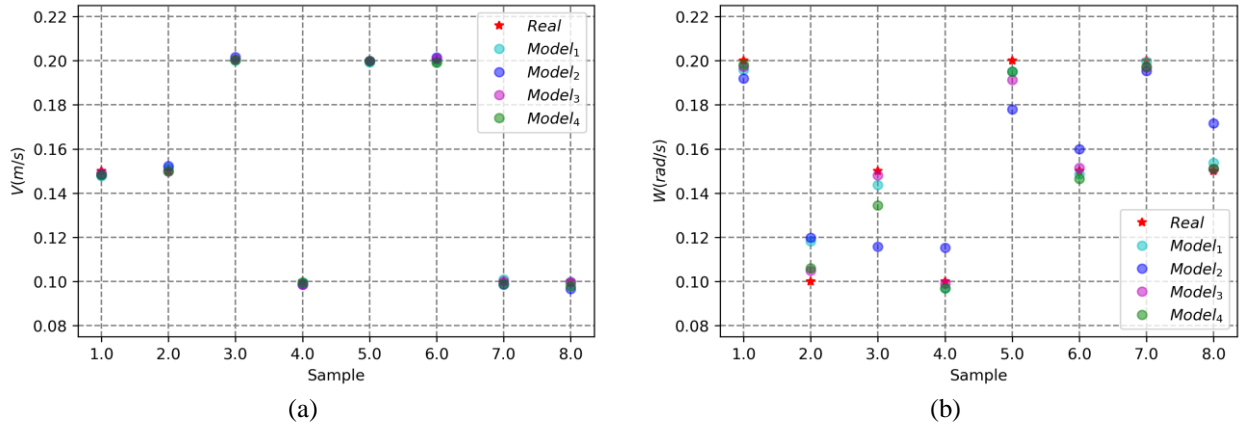 0.22
0.20
0.18
0.16
0.14
0.12
0.10
0.08
V(m/s)
Real
Model₁
Model₂
Model₃
Model₄
1.0 2.0 3.0 4.0 5.0 6.0 7.0 8.0
Sample
(a)
0.22
0.20
0.18
0.16
0.14
0.12
0.10
0.08
W(rad/s)
Real
Model₁
Model₂
Model₃
Model₄
1.0 2.0 3.0 4.0 5.0 6.0 7.0 8.0
Sample
(b)